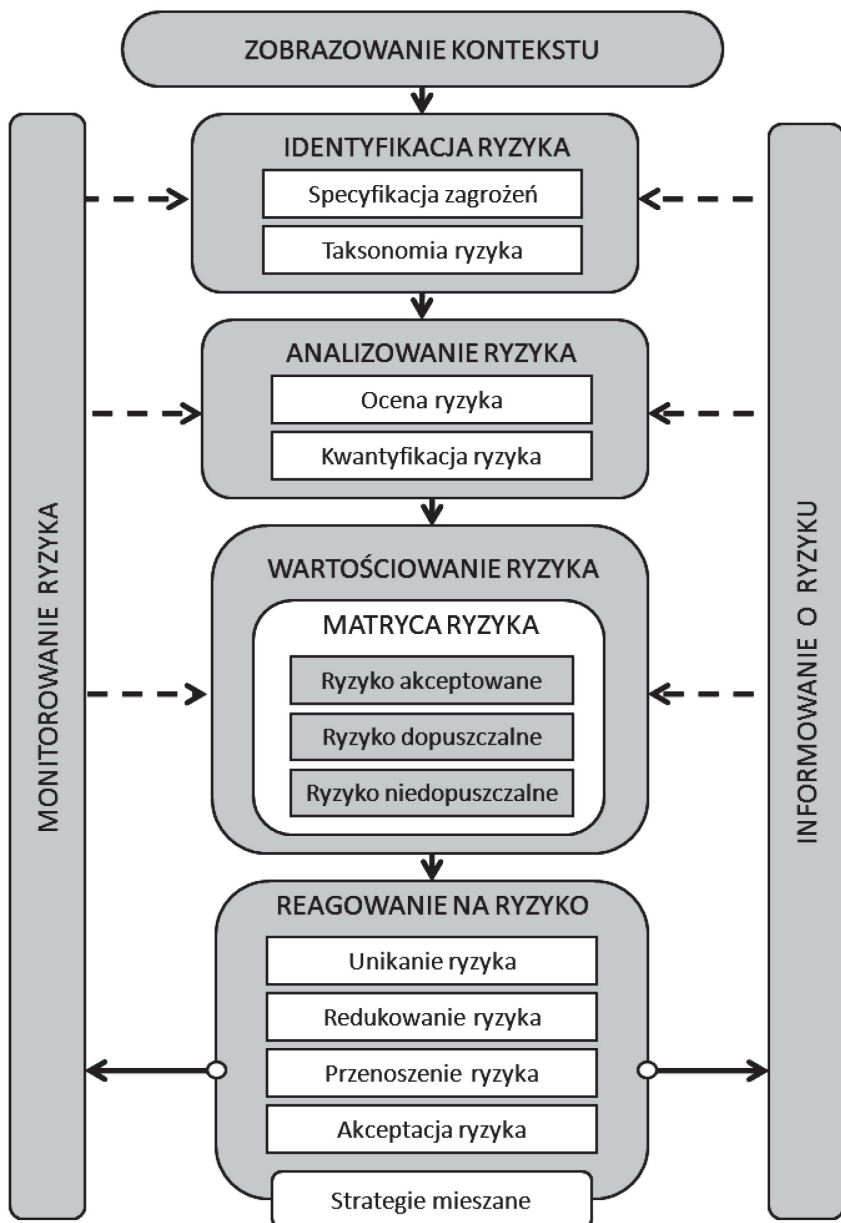 ZOBRAZOWANIE KONTEKSTU
IDENTYFIKACJA RYZYKA
Specyfikacja zagrożeń
Taksonomia ryzyka
ANALIZOWANIE RYZYKA
Ocena ryzyka
Kwantyfikacja ryzyka
WARTOŚCIOWANIE RYZYKA
MATRYCA RYZYKA
Ryzyko akceptowane
Ryzyko dopuszczalne
Ryzyko niedopuszczalne
REAGOWANIE NA RYZYKO
Unikanie ryzyka
Redukowanie ryzyka
Przenoszenie ryzyka
Akceptacja ryzyka
Strategie mieszane
MONITOROWANIE RYZYKA
INFORMOWANIE O RYZYKU